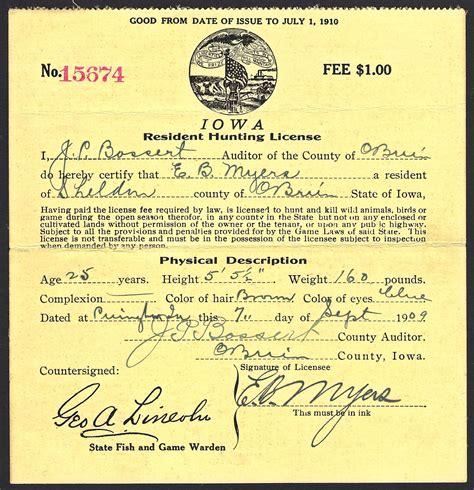 GOOD FROM DATE OF ISSUE TO JULY 1, 1910
No. 15674
FEE $1.00
IOWA
Resident Hunting License
I, J.P. Bossert Auditor of the County of O'Brien
do hereby certify that E. B. Myers a resident
of Sheldon county of O'Brien State of Iowa,
Having paid the license fee required by law, is licensed to hunt and kill wild animals, birds or
game during the open season therefor, in any county in the State but not on any enclosed or
cultivated lands without permission of the owner or the tenant, or upon any public highway.
Subject to all the provisions and penalties provided by the Game Laws of said State. This
license is not transferable and must be in the possession of the licensee subject to inspection
when demanded by any person.
Physical Description
Age 25 years. Height 5' 5½" Weight 160 pounds.
Complexion Color of hair Brown Color of eyes Blue
Dated at this 7th day of Sept 1909
J.P. Bossert County Auditor.
O'Brien County, Iowa.
Countersigned:
Signature of Licensee
Geo A. Lincoln
E.B. Myers
State Fish and Game Warden
This must be in ink